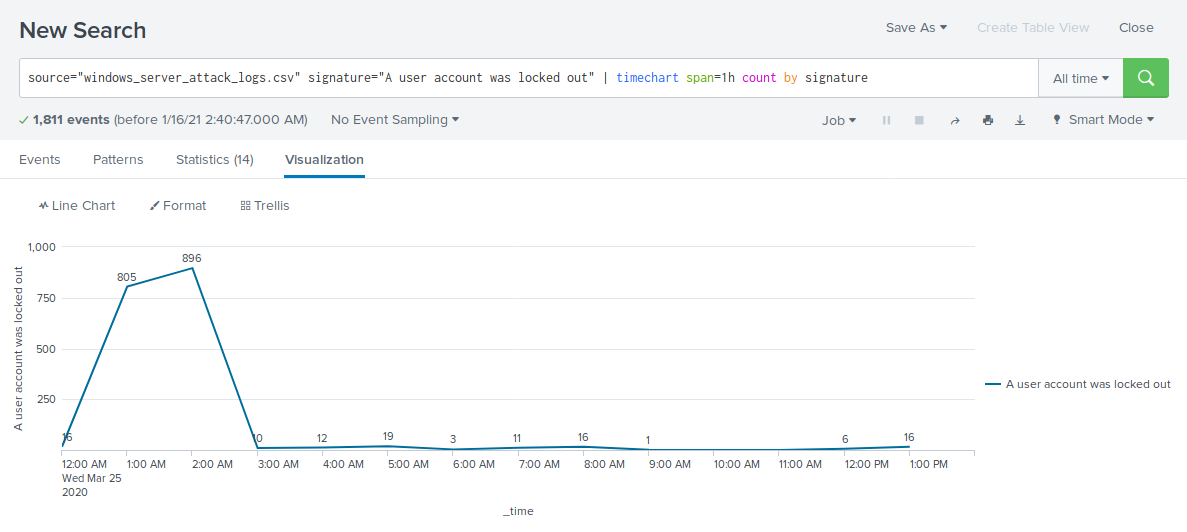 New Search
Save As
Create Table View
Close
source="windows_server_attack_logs.csv" signature="A user account was locked out" | timechart span=1h count by signature
All time
1,811 events (before 1/16/21 2:40:47.000 AM)
No Event Sampling
Job
Smart Mode
Events
Patterns
Statistics (14)
Visualization
Line Chart
Format
Trellis
A user account was locked out
1,000
750
500
250
16
805
896
10
12
19
3
11
16
1
6
16
12:00 AM
Wed Mar 25
2020
1:00 AM
2:00 AM
3:00 AM
4:00 AM
5:00 AM
6:00 AM
7:00 AM
8:00 AM
9:00 AM
10:00 AM
11:00 AM
12:00 PM
1:00 PM
_time
A user account was locked out